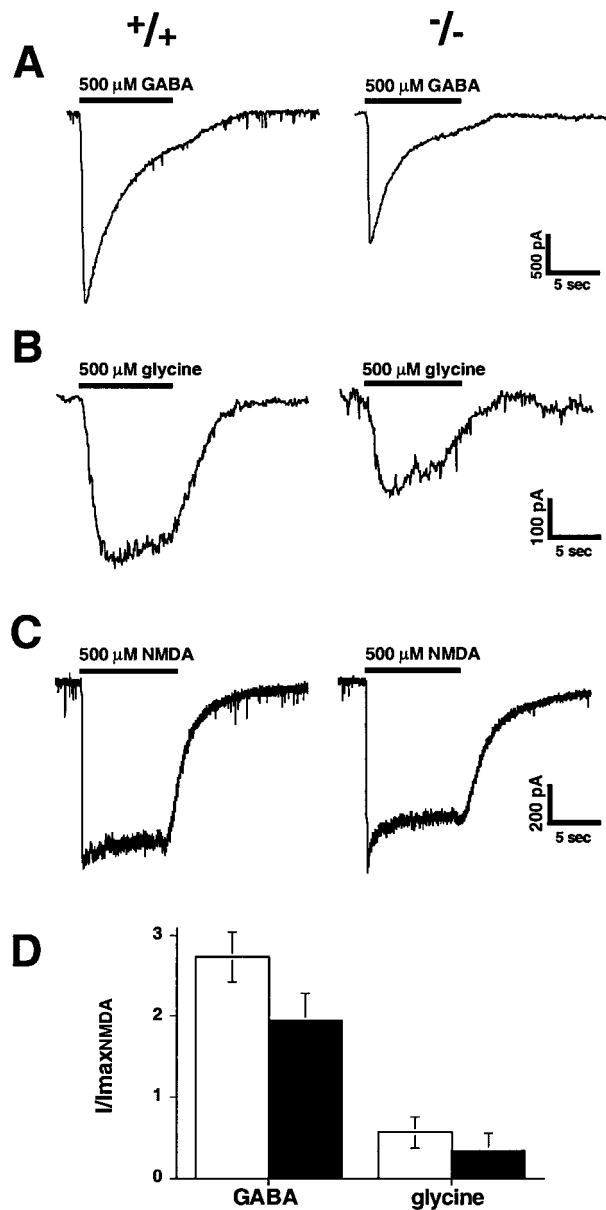 +/+ -/-
A
500 μM GABA 500 μM GABA
500 pA
5 sec
B
500 μM glycine 500 μM glycine
100 pA
5 sec
C
500 μM NMDA 500 μM NMDA
200 pA
5 sec
D
I/ImaxNMDA
3
2
1
0
GABA glycine